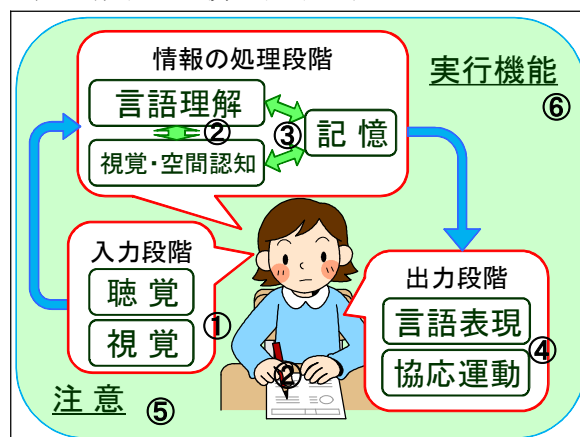 情報の処理段階
実行機能
⑥
言語理解
②
③
記 憶
視覚・空間認知
入力段階
聴 覚
視 覚
①
出力段階
言語表現
④
協応運動
②
注 意
⑤